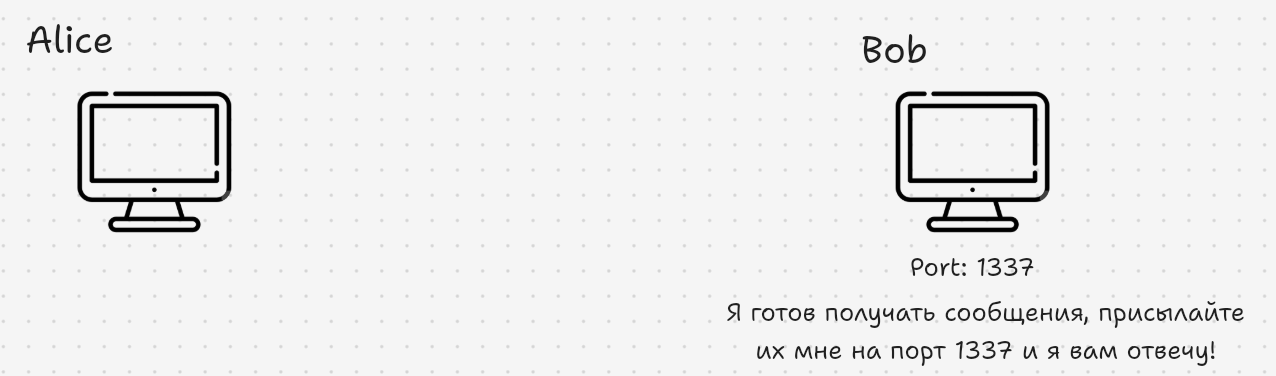 Alice
Bob
Port: 1337
Я готов получать сообщения, присылайте
их мне на порт 1337 и я вам отвечу!